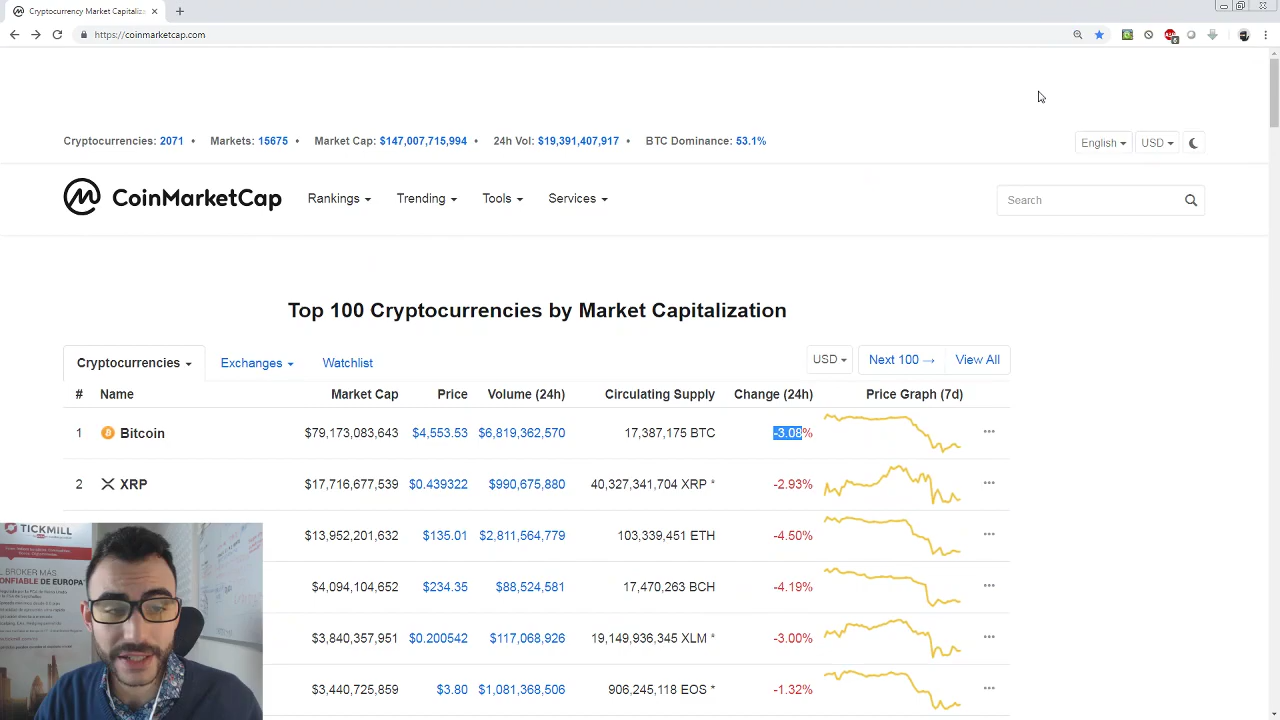 Cryptocurrency Market Capitaliz
https://coinmarketcap.com
Cryptocurrencies: 2071 • Markets: 15675 • Market Cap: $147,007,715,994 • 24h Vol: $19,391,407,917 • BTC Dominance: 53.1%
English USD
CoinMarketCap Rankings Trending Tools Services Search
Top 100 Cryptocurrencies by Market Capitalization
Cryptocurrencies Exchanges Watchlist USD Next 100 → View All
# Name Market Cap Price Volume (24h) Circulating Supply Change (24h) Price Graph (7d)
1 Bitcoin $79,173,083,643 $4,553.53 $6,819,362,570 17,387,175 BTC -3.08%
2 XRP $17,716,677,539 $0.439322 $990,675,880 40,327,341,704 XRP * -2.93%
$13,952,201,632 $135.01 $2,811,564,779 103,339,451 ETH -4.50%
$4,094,104,652 $234.35 $88,524,581 17,470,263 BCH -4.19%
$3,840,357,951 $0.200542 $117,068,926 19,149,936,345 XLM * -3.00%
$3,440,725,859 $3.80 $1,081,368,506 906,245,118 EOS * -1.32%
TICKMILL
L BROKER MAS
ONFIABLE DE EUROPA